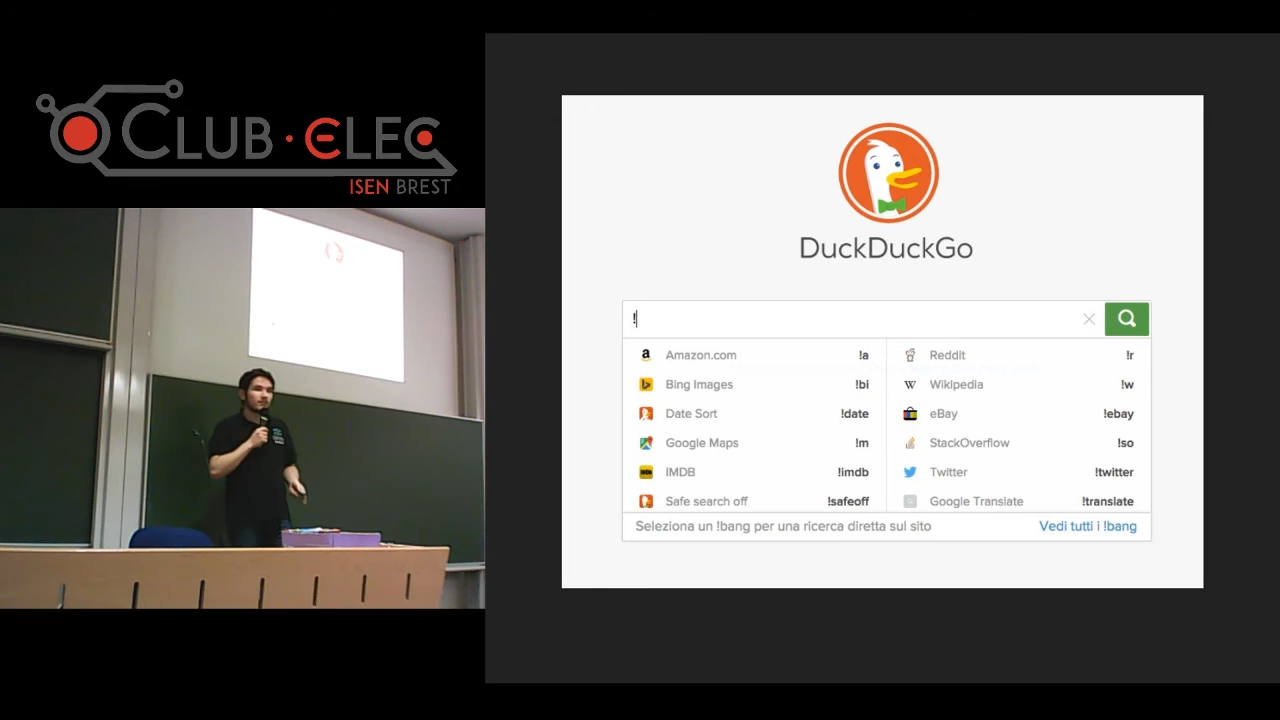 CLUB · ELEC
ISEN BREST
DuckDuckGo
!
a Amazon.com !a
Bing Images !bi
Date Sort !date
Google Maps !m
IMDB !imdb
Safe search off !safeoff
Reddit !r
W Wikipedia !w
eBay !ebay
StackOverflow !so
Twitter !twitter
Google Translate !translate
Seleziona un !bang per una ricerca diretta sul sito
Vedi tutti i !bang